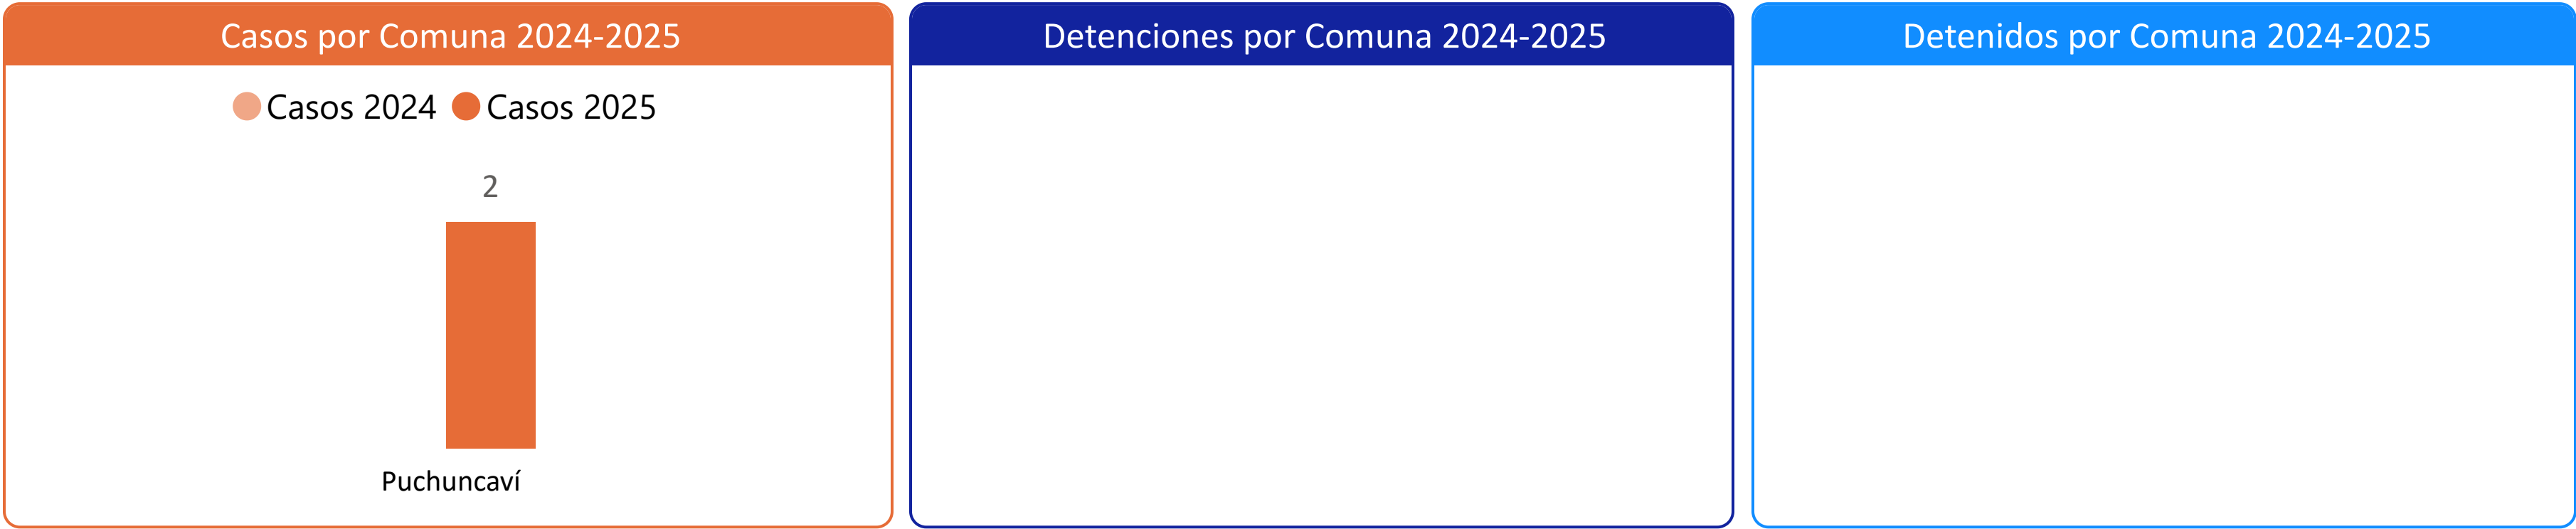 Casos por Comuna 2024-2025
Casos 2024 Casos 2025
2
Puchuncaví
Detenciones por Comuna 2024-2025
Detenidos por Comuna 2024-2025